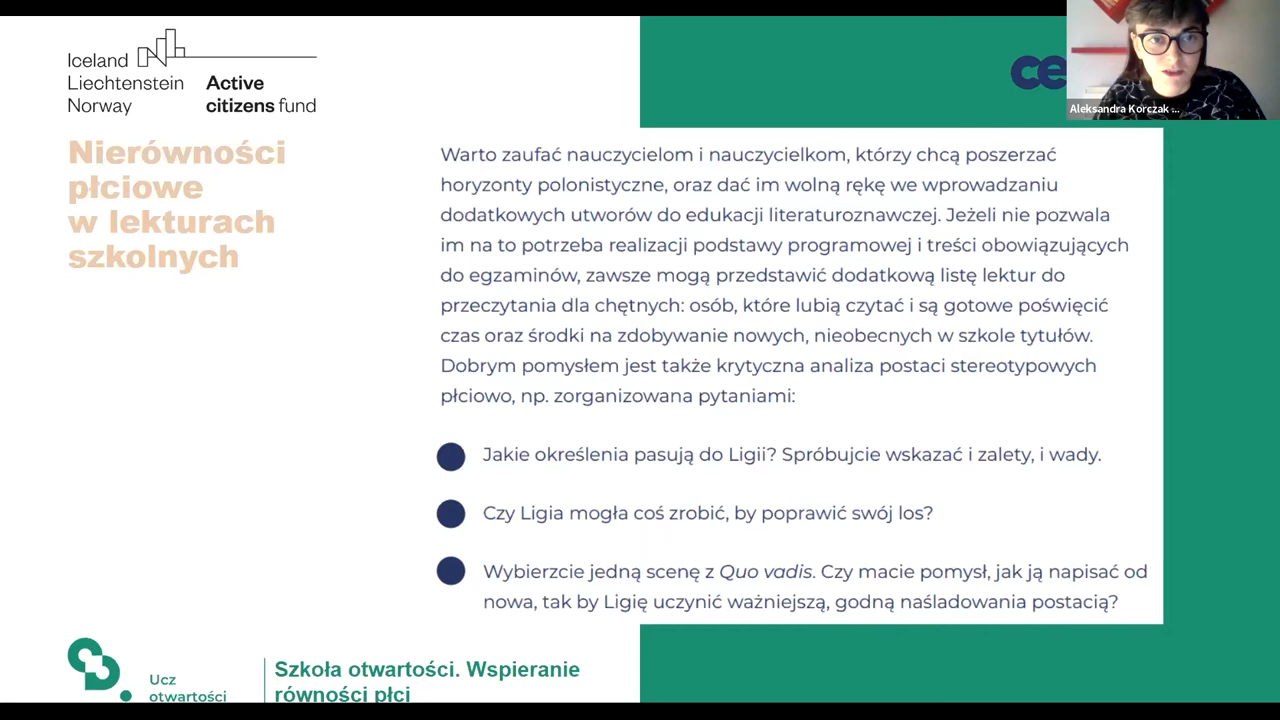 Iceland
Liechtenstein
Norway
Active
citizens fund
ce
Aleksandra Korczak ...
Nierówności
płciowe
w lekturach
szkolnych
Warto zaufać nauczycielom i nauczycielkom, którzy chcą poszerzać
horyzonty polonistyczne, oraz dać im wolną rękę we wprowadzaniu
dodatkowych utworów do edukacji literaturoznawczej. Jeżeli nie pozwala
im na to potrzeba realizacji podstawy programowej i treści obowiązujących
do egzaminów, zawsze mogą przedstawić dodatkową listę lektur do
przeczytania dla chętnych: osób, które lubią czytać i są gotowe poświęcić
czas oraz środki na zdobywanie nowych, nieobecnych w szkole tytułów.
Dobrym pomysłem jest także krytyczna analiza postaci stereotypowych
płciowo, np. zorganizowana pytaniami:
Jakie określenia pasują do Ligii? Spróbujcie wskazać i zalety, i wady.
Czy Ligia mogła coś zrobić, by poprawić swój los?
Wybierzcie jedną scenę z Quo vadis. Czy macie pomysł, jak ją napisać od
nowa, tak by Ligię uczynić ważniejszą, godną naśladowania postacią?
Ucz
otwartości
Szkoła otwartości. Wspieranie
równości płci